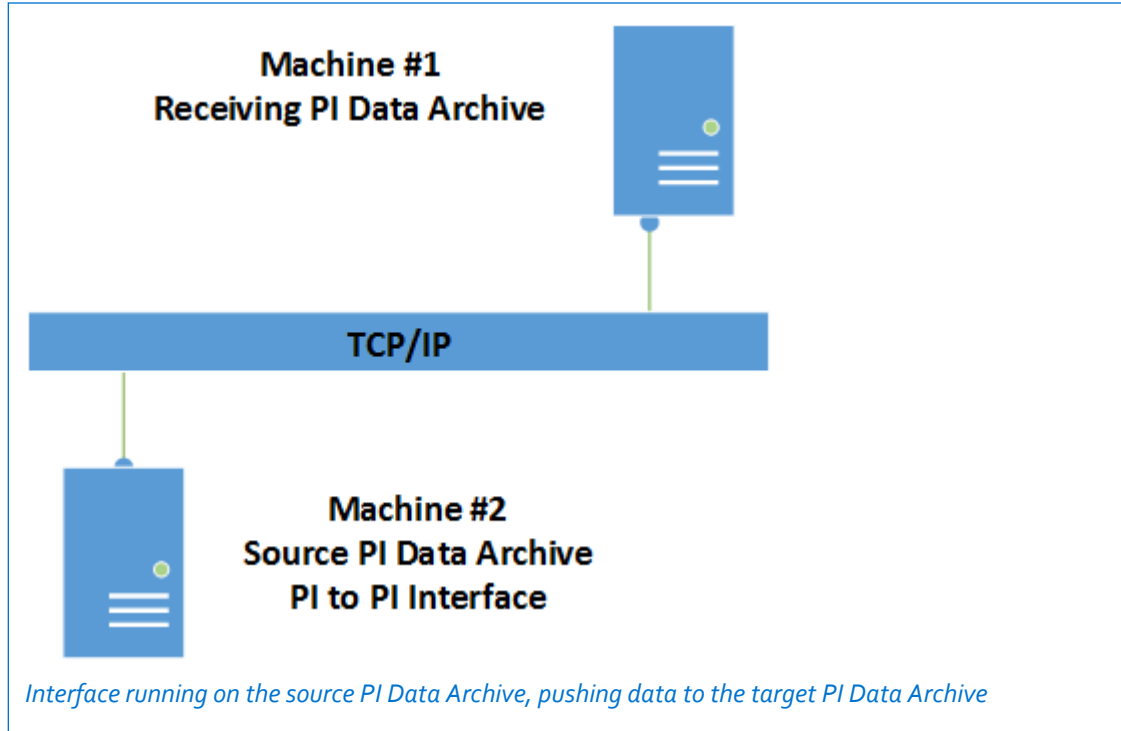 Machine #1
Receiving PI Data Archive
TCP/IP
Machine #2
Source PI Data Archive
PI to PI Interface
Interface running on the source PI Data Archive, pushing data to the target PI Data Archive